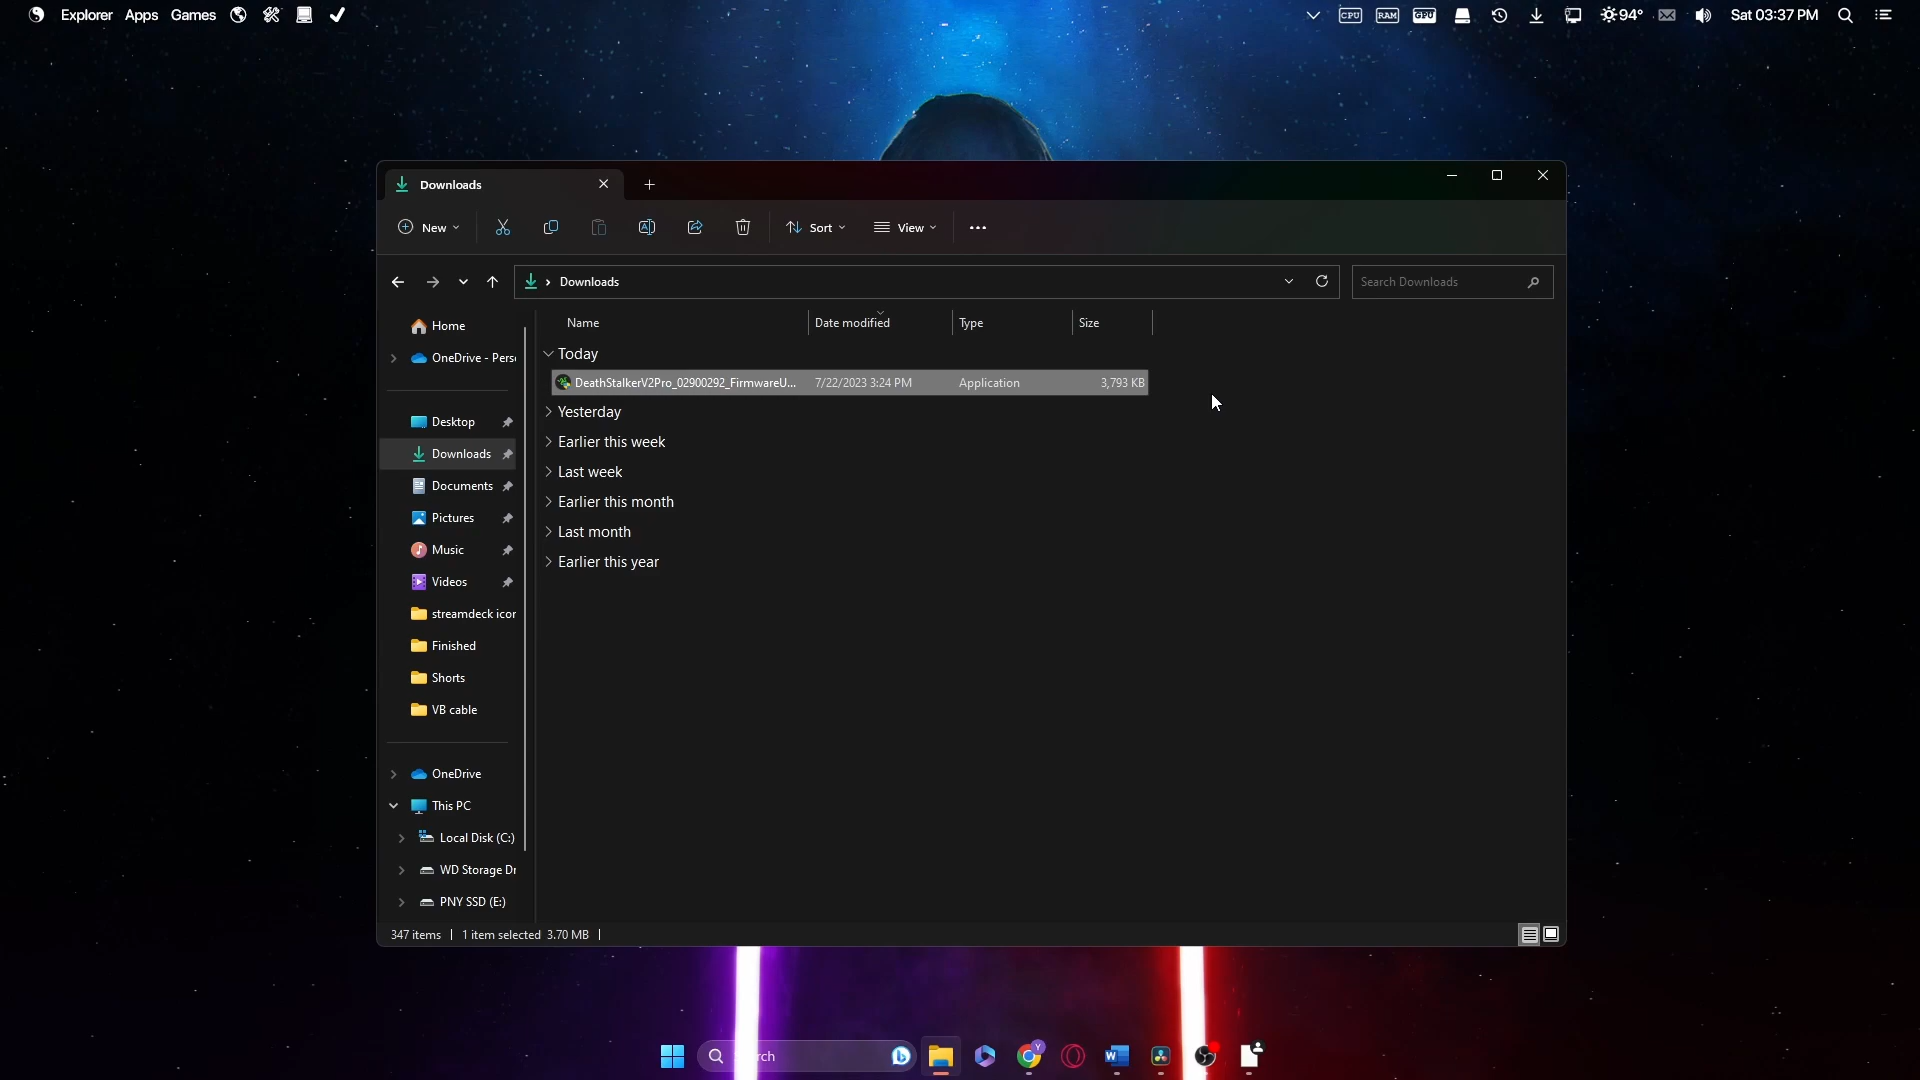 Explorer Apps Games CPU RAM GPU 94° Sat 03:37 PM
Downloads
New Sort View
Downloads Search Downloads
Name Date modified Type Size
Home
OneDrive - Pers
Desktop
Downloads
Documents
Pictures
Music
Videos
streamdeck icor
Finished
Shorts
VB cable
OneDrive
This PC
Local Disk (C:)
WD Storage Dr
PNY SSD (E:)
Today
DeathStalkerV2Pro_02900292_FirmwareU... 7/22/2023 3:24 PM Application 3,793 KB
Yesterday
Earlier this week
Last week
Earlier this month
Last month
Earlier this year
347 items 1 item selected 3.70 MB
rch Y W